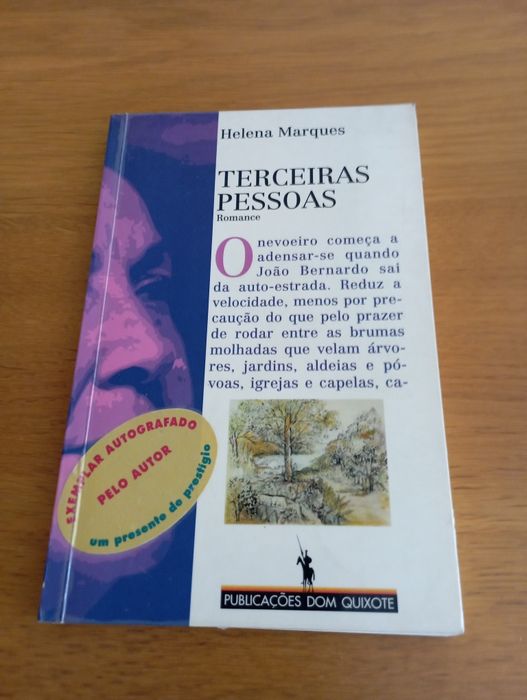 Helena Marques
TERCEIRAS
PESSOAS
Romance
O nevoeiro começa a
adensar-se quando
João Bernardo sai
da auto-estrada. Reduz a
velocidade, menos por pre-
caução do que pelo prazer
de rodar entre as brumas
molhadas que velam árvo-
res, jardins, aldeias e pó-
voas, igrejas e capelas, ca-
EXEMPLAR AUTOGRAFADO
PELO AUTOR
um presente de prestígio
PUBLICAÇÕES DOM QUIXOTE